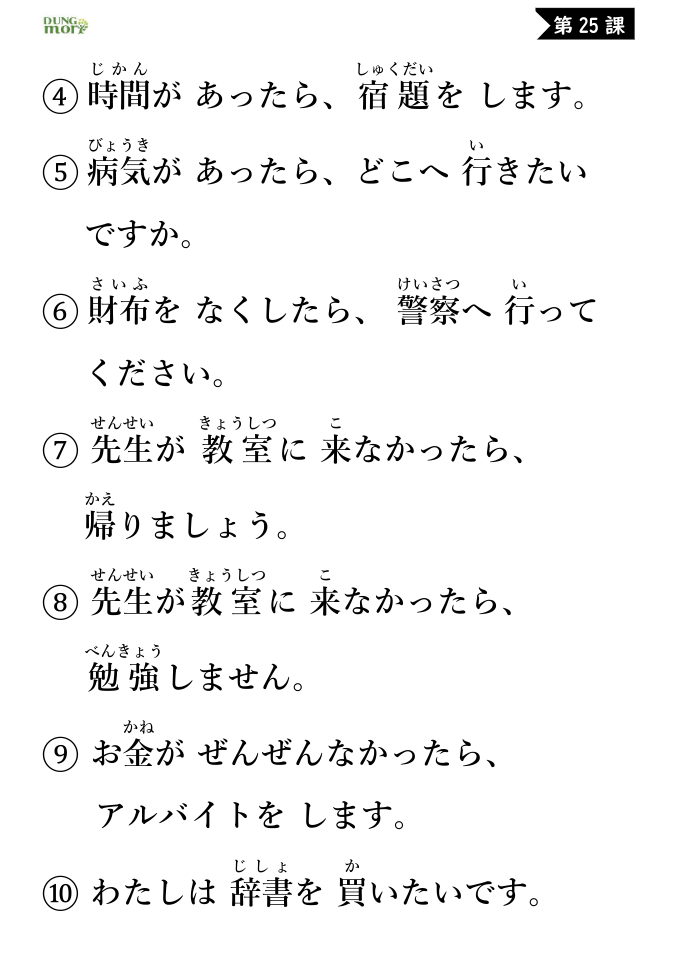 DUNG
mori
第 25 課
じかん しゅくだい
④ 時間が あったら、宿題を します。
びょうき い
⑤ 病気が あったら、どこへ 行きたい
ですか。
さいふ けいさつ い
⑥ 財布を なくしたら、 警察へ 行って
ください。
せんせい きょうしつ こ
⑦ 先生が 教室に 来なかったら、
かえ
帰りましょう。
せんせい きょうしつ こ
⑧ 先生が教室に 来なかったら、
べんきょう
勉強しません。
かね
⑨ お金が ぜんぜんなかったら、
アルバイトを します。
じしょ か
⑩ わたしは 辞書を 買いたいです。